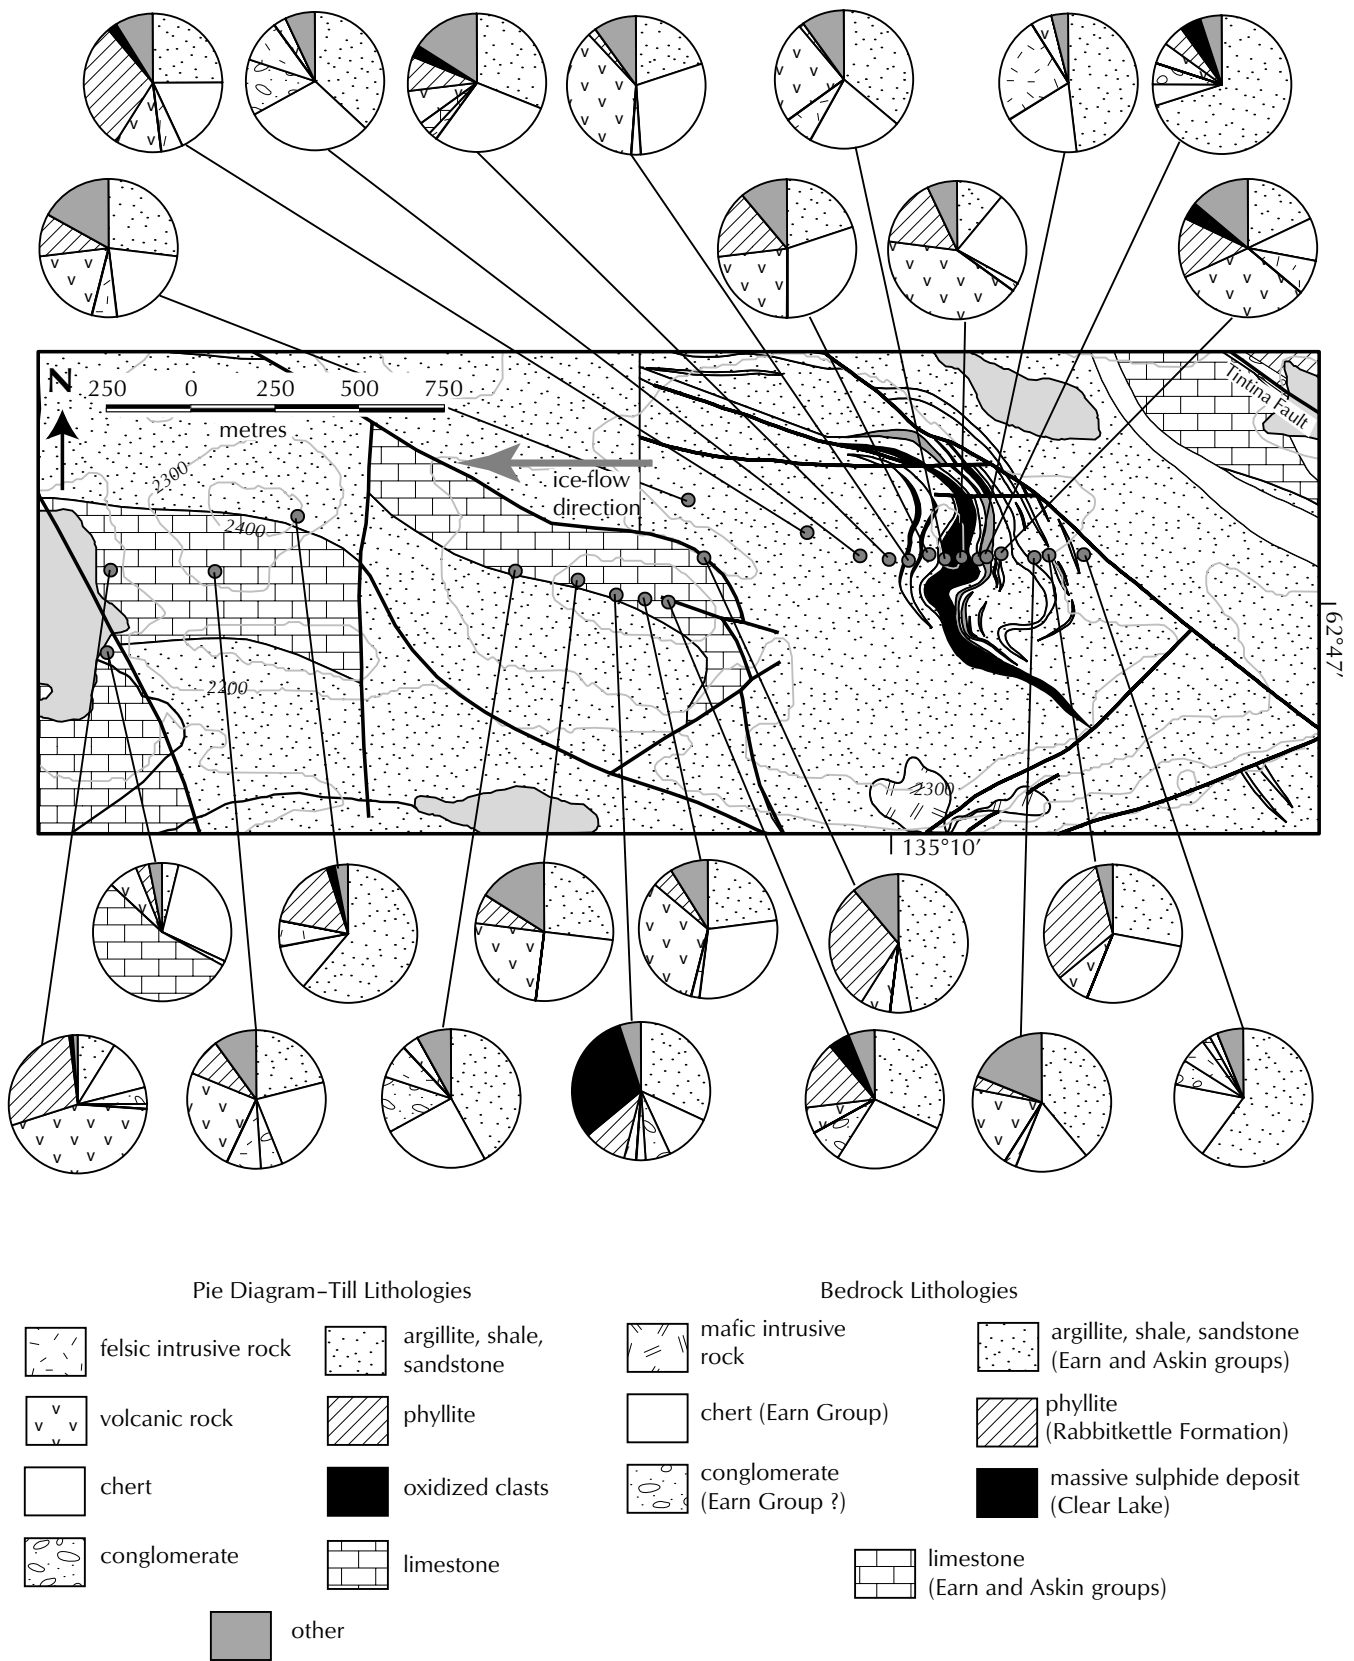 N
250 0 250 500 750
metres
ice-flow
direction
Tintina Fault
2300
2400
2200
2300
62°47′
135°10′
Pie Diagram–Till Lithologies
felsic intrusive rock
volcanic rock
chert
conglomerate
argillite, shale,
sandstone
phyllite
oxidized clasts
limestone
other
Bedrock Lithologies
mafic intrusive
rock
chert (Earn Group)
conglomerate
(Earn Group ?)
argillite, shale, sandstone
(Earn and Askin groups)
phyllite
(Rabbitkettle Formation)
massive sulphide deposit
(Clear Lake)
limestone
(Earn and Askin groups)